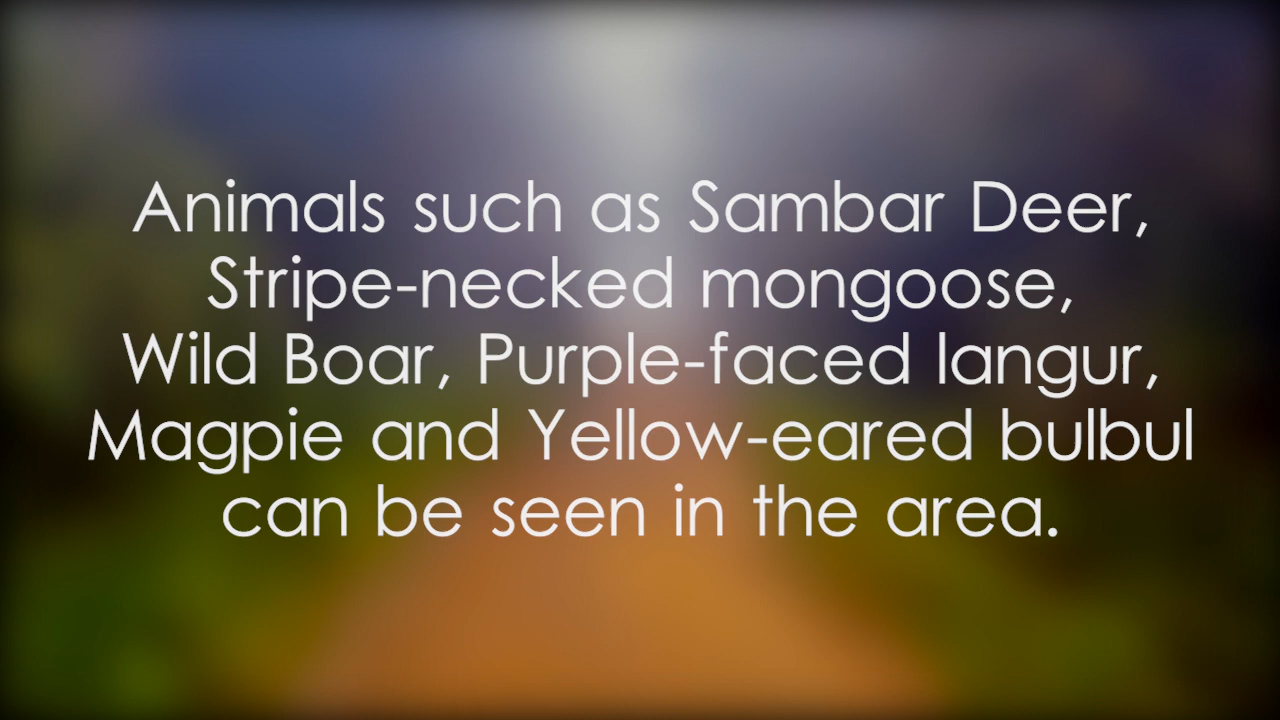 Animals such as Sambar Deer,
Stripe-necked mongoose,
Wild Boar, Purple-faced langur,
Magpie and Yellow-eared bulbul
can be seen in the area.